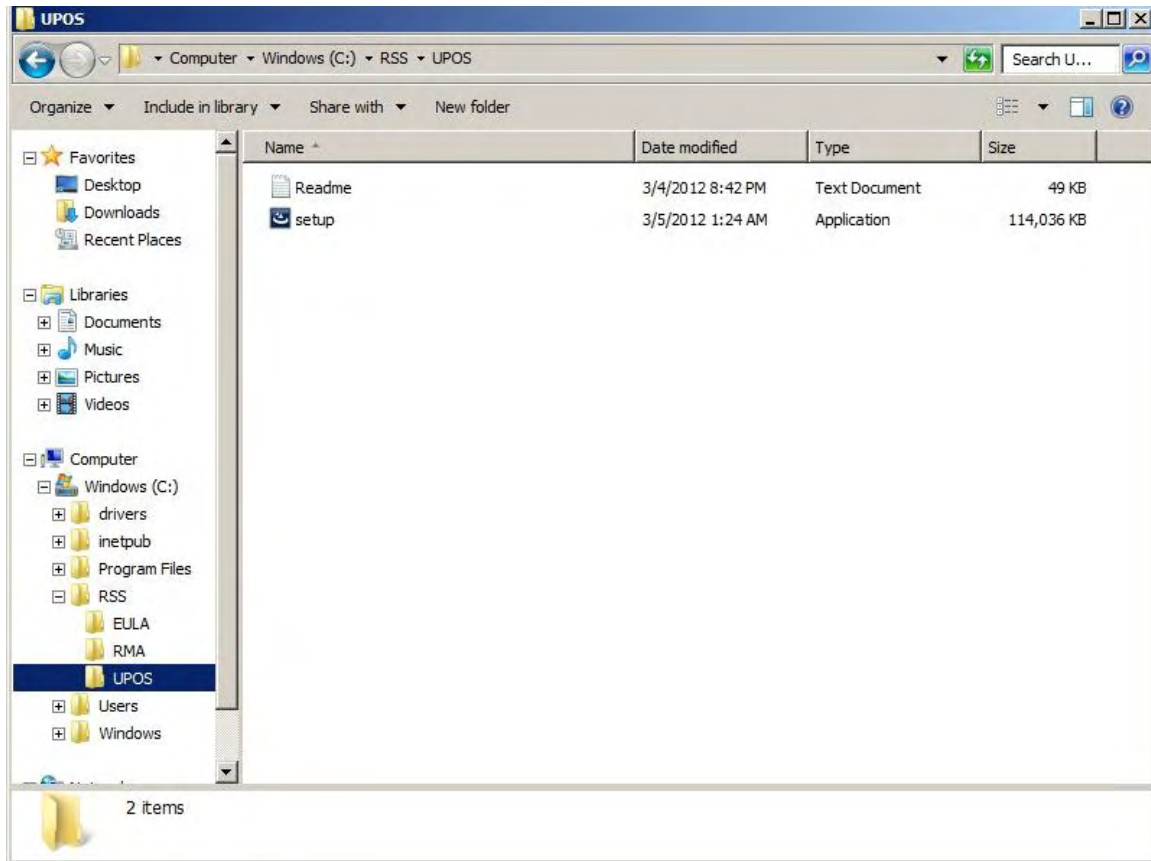 UPOS
Computer Windows (C:) RSS UPOS Search U...
Organize Include in library Share with New folder
Name Date modified Type Size
Favorites
Desktop
Downloads
Recent Places
Libraries
Documents
Music
Pictures
Videos
Computer
Windows (C:)
drivers
inetpub
Program Files
RSS
EULA
RMA
UPOS
Users
Windows
Readme 3/4/2012 8:42 PM Text Document 49 KB
setup 3/5/2012 1:24 AM Application 114,036 KB
2 items